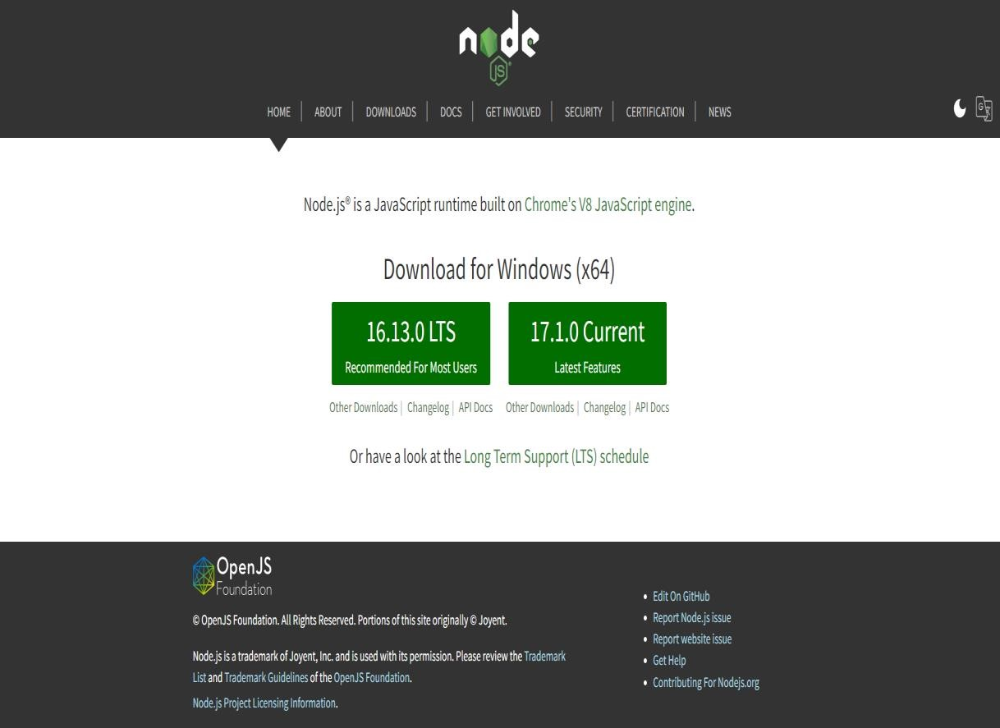 node
JS
HOME
ABOUT
DOWNLOADS
DOCS
GET INVOLVED
SECURITY
CERTIFICATION
NEWS
Node.js® is a JavaScript runtime built on Chrome's V8 JavaScript engine.
Download for Windows (x64)
16.13.0 LTS
Recommended For Most Users
17.1.0 Current
Latest Features
Other Downloads | Changelog | API Docs
Other Downloads | Changelog | API Docs
Or have a look at the Long Term Support (LTS) schedule
OpenJS
Foundation
© OpenJS Foundation. All Rights Reserved. Portions of this site originally © Joyent.
Node.js is a trademark of Joyent, Inc. and is used with its permission. Please review the Trademark
List and Trademark Guidelines of the OpenJS Foundation.
Node.js Project Licensing Information.
Edit On GitHub
Report Node.js issue
Report website issue
Get Help
Contributing For Nodejs.org